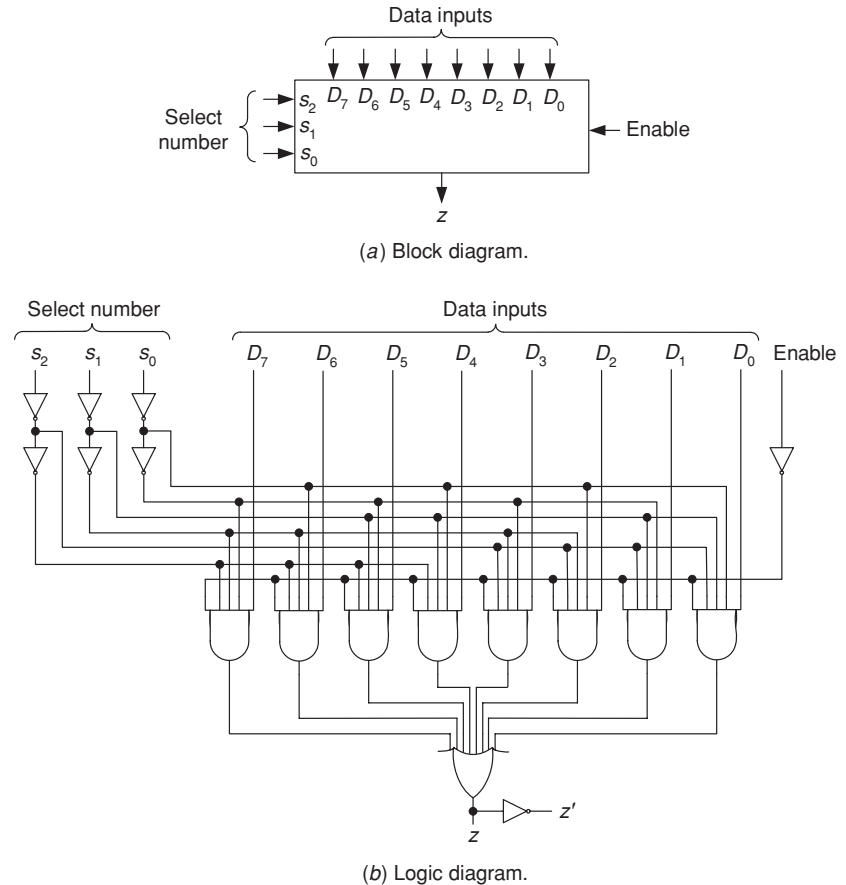 Data inputs
s2 D7 D6 D5 D4 D3 D2 D1 D0
Select
number
s1
s0
Enable
z
(a) Block diagram.
Select number
Data inputs
s2 s1 s0 D7 D6 D5 D4 D3 D2 D1 D0 Enable
z'
z
(b) Logic diagram.